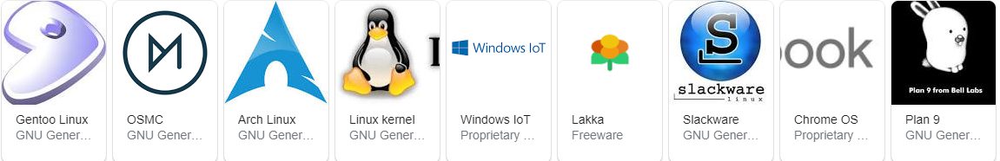 Windows IoT
slackware
linux
ook
Plan 9 from Bell Labs
Gentoo Linux
GNU Gener...
OSMC
GNU Gener...
Arch Linux
GNU Gener...
Linux kernel
GNU Gener...
Windows IoT
Proprietary ...
Lakka
Freeware
Slackware
GNU Gener...
Chrome OS
Proprietary ...
Plan 9
GNU Gener...